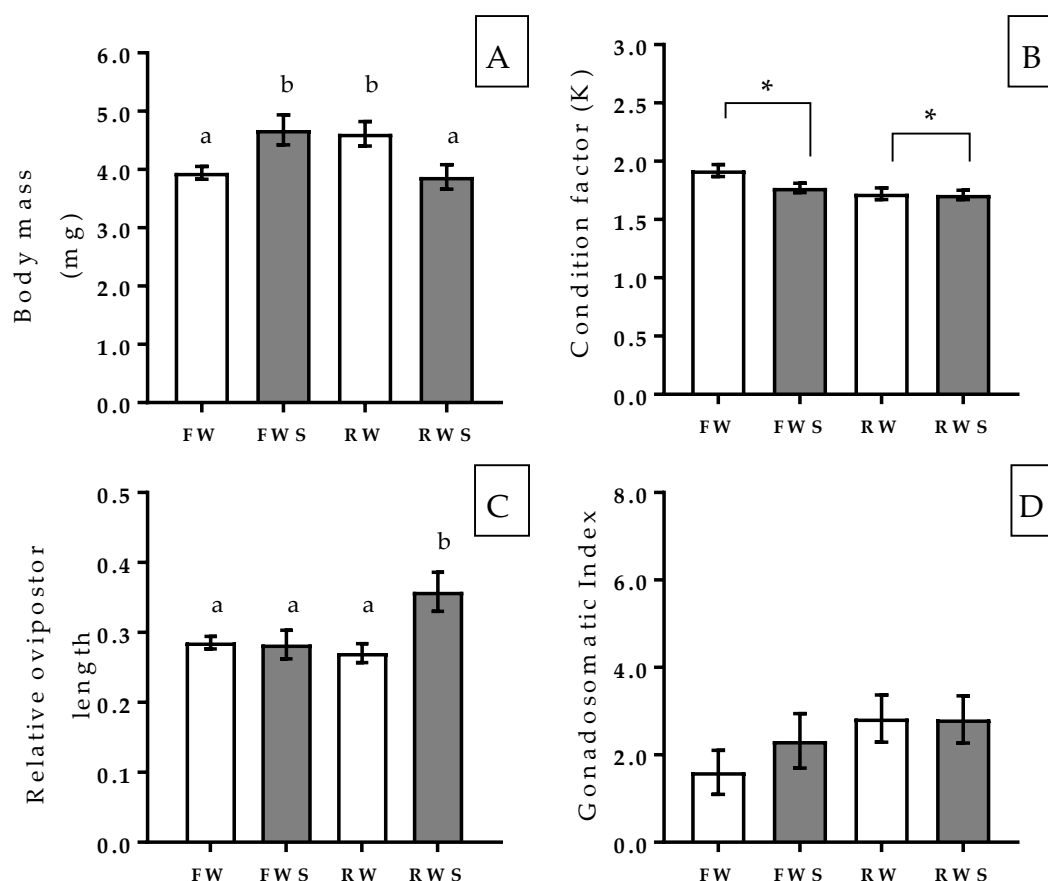 A
6.0
5.0
4.0
3.0
2.0
1.0
0.0
Body mass
(mg)
a
b
b
a
FW
FWS
RW
RWS
B
3.0
2.5
2.0
1.5
1.0
0.5
0.0
Condition factor (K)
*
*
FW
FWS
RW
RWS
C
0.5
0.4
0.3
0.2
0.1
0.0
Relative ovipostor
length
a
a
a
b
FW
FWS
RW
RWS
D
8.0
6.0
4.0
2.0
0.0
Gonadosomatic Index
FW
FWS
RW
RWS